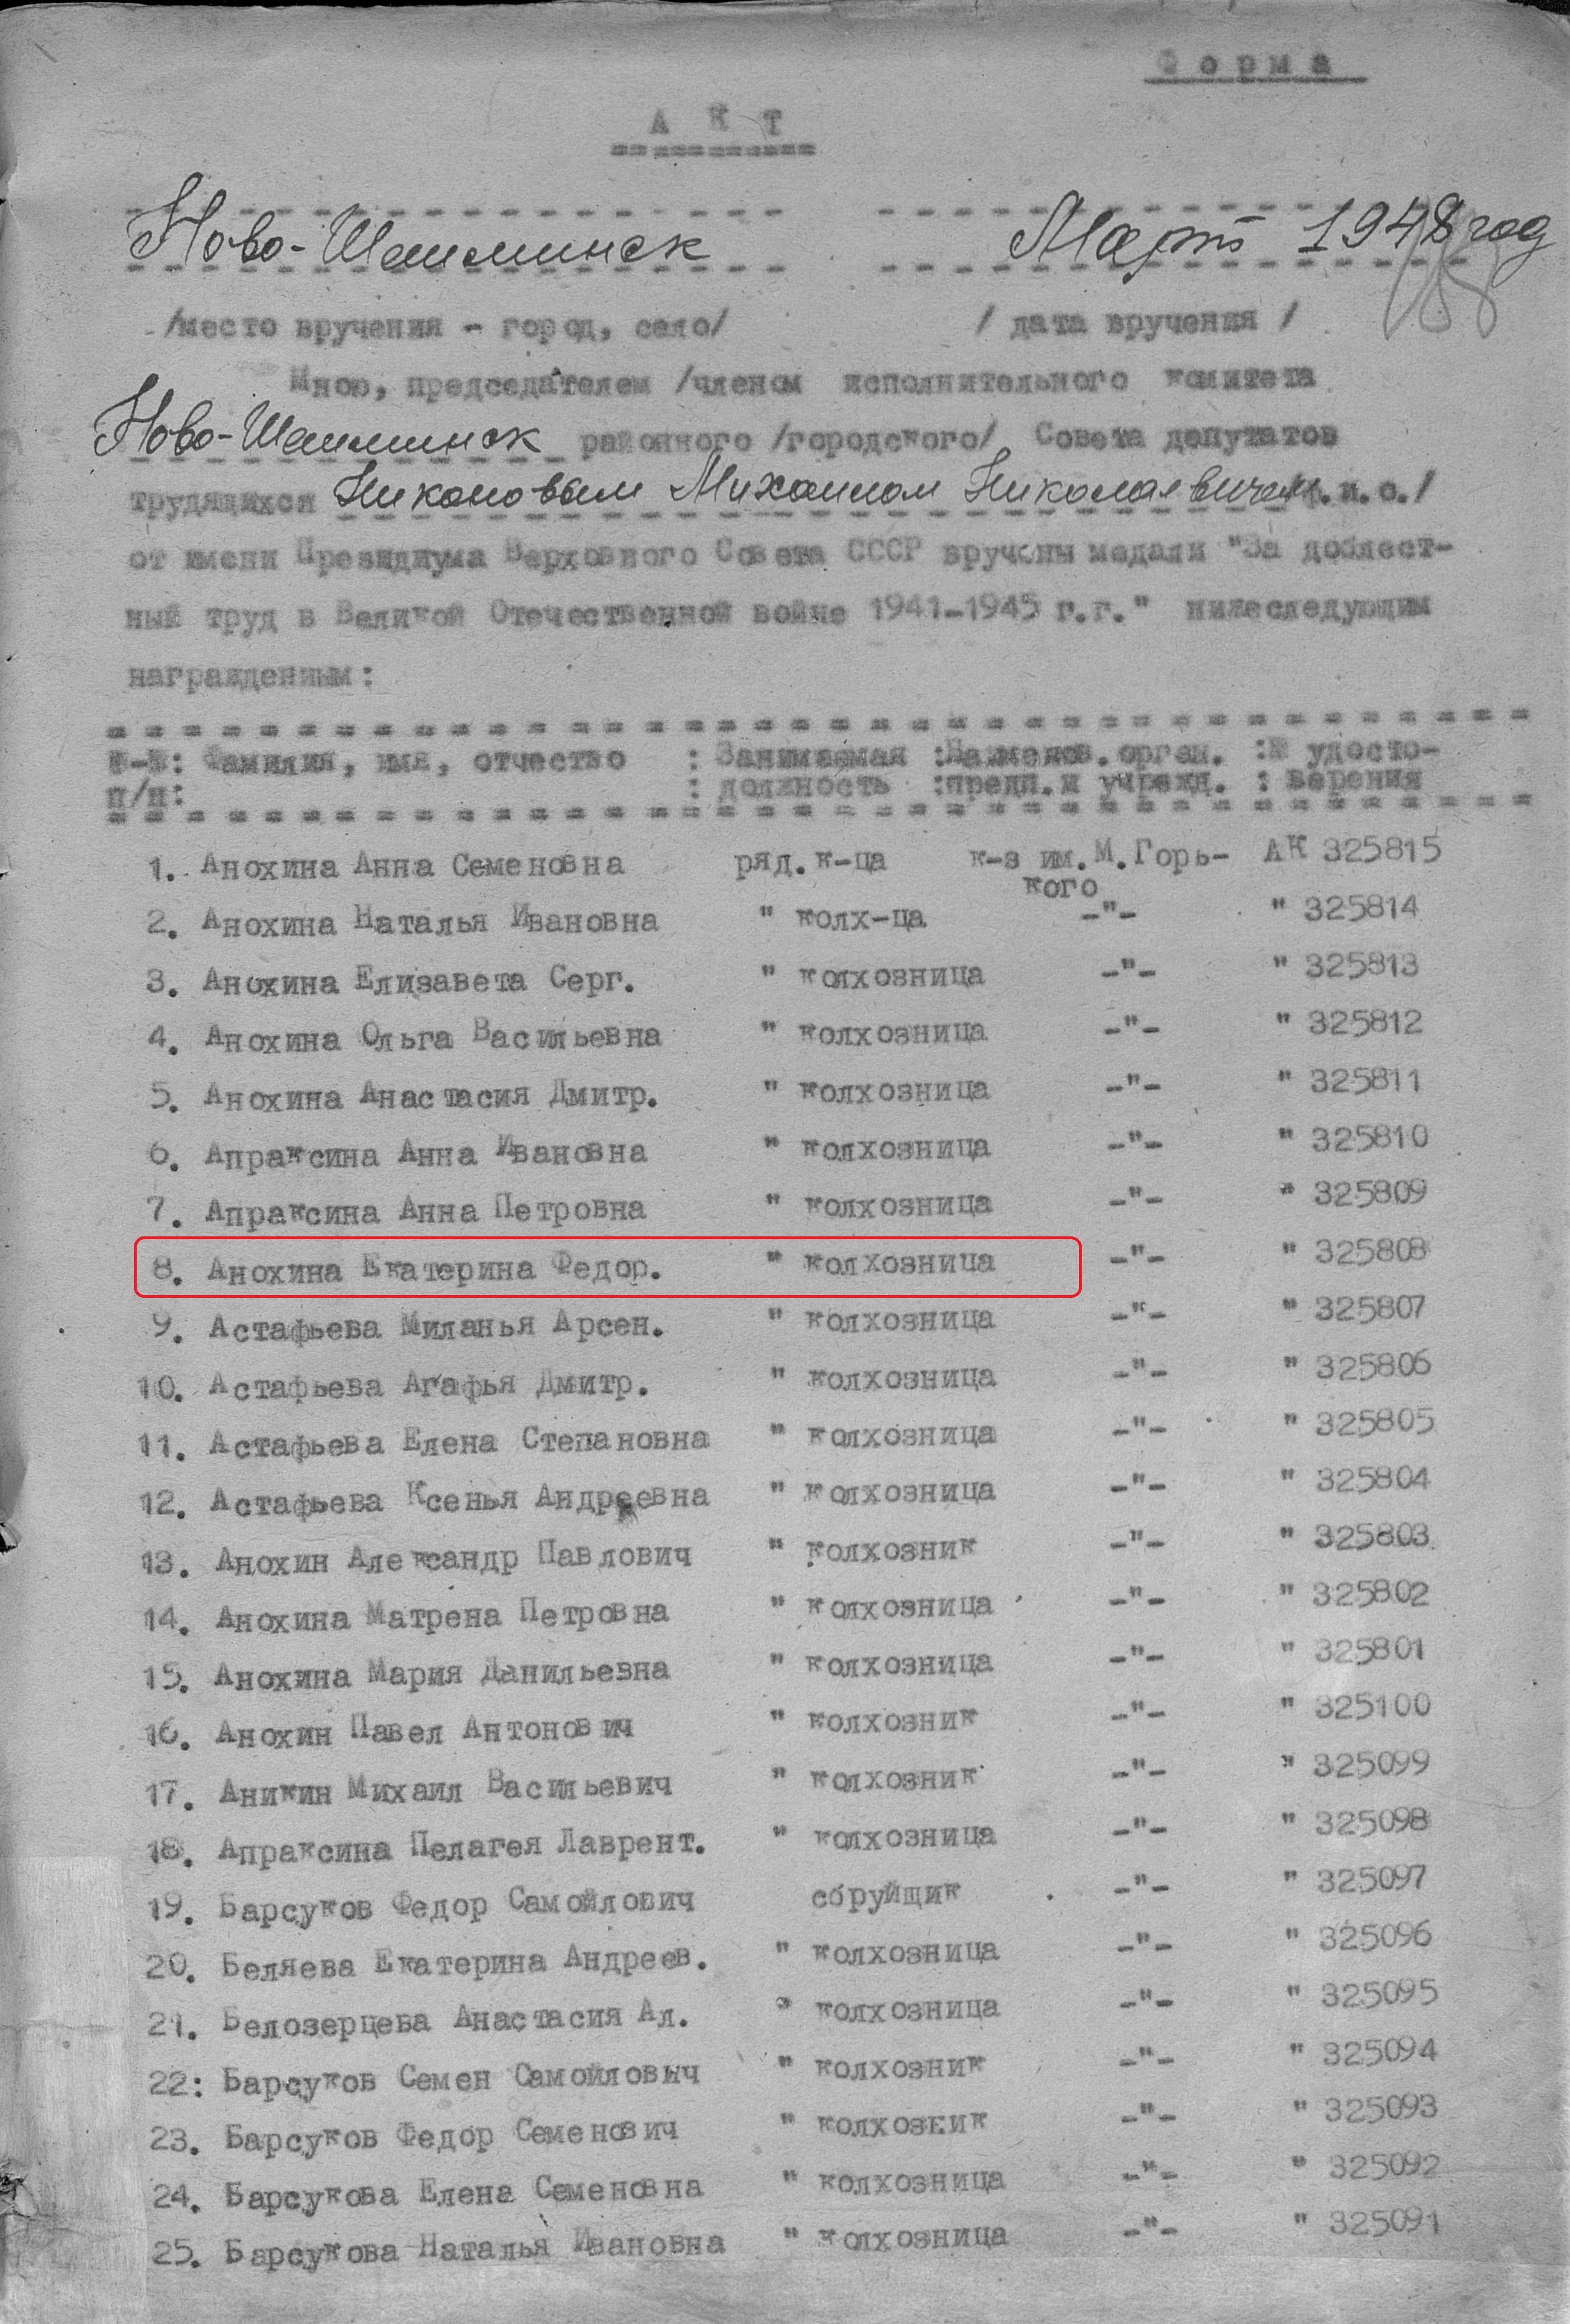 Форма
АКТ
Ново-Шешминск Март 1948 год
/место вручения - город, село/ / дата вручения /
Мною, председателем /членом исполнительного комитета
Ново-Шешминск районного /городского/ Совета депутатов
трудящихся Никоновым Михаилом Николаевичем .и.о./
от имени Президиума Верховного Совета СССР вручены медали "За доблест-
ный труд в Великой Отечественной войне 1941-1945 г.г." нижеследующим
награжденным:
№-№: Фамилия, имя, отчество : Занимаемая :Наименов. орган. :№ удосто-
п/п: : должность :предп.и учрежд. : верения
1. Анохина Анна Семеновна ряд.к-ца к-з им.М.Горь- АК 325815
кого
2. Анохина Наталья Ивановна " колх-ца -"- " 325814
3. Анохина Елизавета Серг. " колхозница -"- " 325813
4. Анохина Ольга Васильевна " колхозница -"- " 325812
5. Анохина Анастасия Дмитр. " колхозница -"- " 325811
6. Апраксина Анна Ивановна " колхозница -"- " 325810
7. Апраксина Анна Петровна " колхозница -"- " 325809
8. Анохина Екатерина Федор. " колхозница -"- " 325808
9. Астафьева Миланья Арсен. " колхозница -"- " 325807
10. Астафьева Агафья Дмитр. " колхозница -"- " 325806
11. Астафьева Елена Степановна " колхозница -"- " 325805
12. Астафьева Ксенья Андреевна " колхозница -"- " 325804
13. Анохин Александр Павлович " колхозник -"- " 325803
14. Анохина Матрена Петровна " колхозница -"- " 325802
15. Анохина Мария Данильевна " колхозница -"- " 325801
16. Анохин Павел Антонович " колхозник -"- " 325100
17. Аникин Михаил Васильевич " колхозник -"- " 325099
18. Апраксина Пелагея Лаврент. " колхозница -"- " 325098
19. Барсуков Федор Самойлович сбруйщик -"- " 325097
20. Беляева Екатерина Андреев. " колхозница -"- " 325096
21. Белозерцева Анастасия Ал. " колхозница -"- " 325095
22: Барсуков Семен Самойловыч " колхозник -"- " 325094
23. Барсуков Федор Семенович " колхозник -"- " 325093
24. Барсукова Елена Семеновна " колхозница -"- " 325092
25. Барсукова Наталья Ивановна " колхозница -"- " 325091